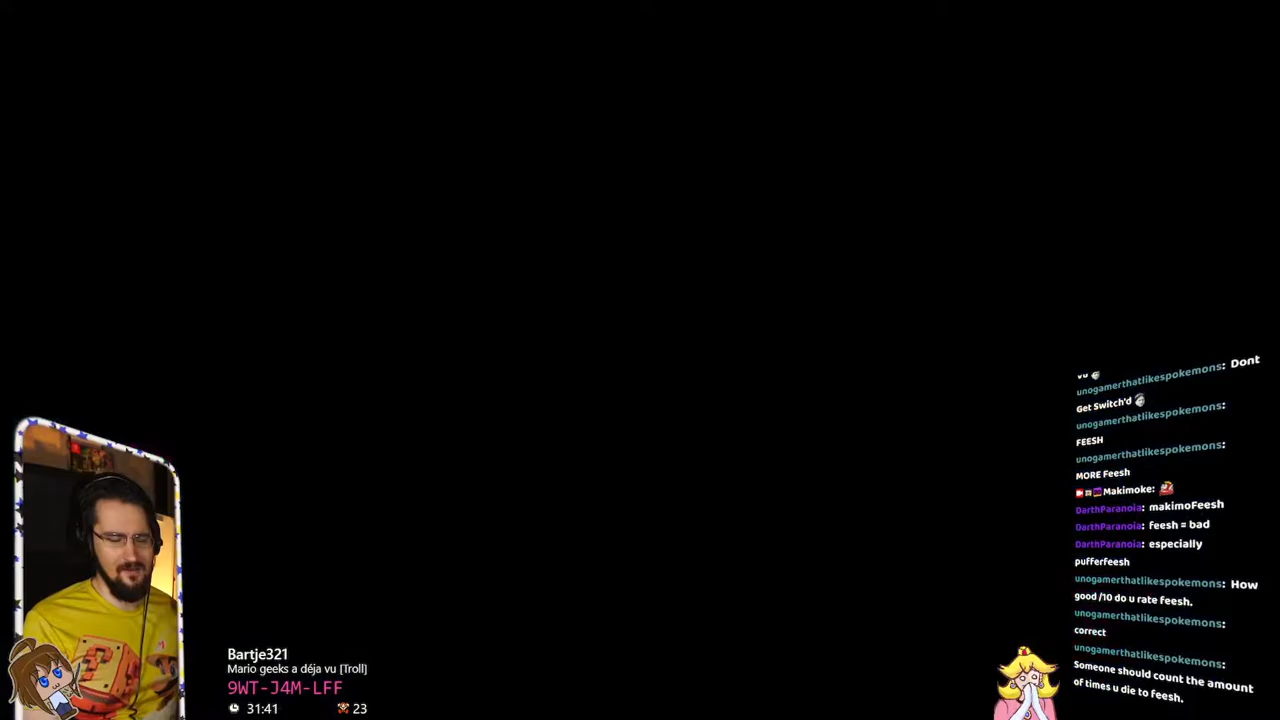 unogamerthatlikespokemons: Dont
Get Switch'd
unogamerthatlikespokemons:
FEESH
unogamerthatlikespokemons:
MORE Feesh
Makimoke:
DarthParanoia: makimoFeesh
DarthParanoia: feesh = bad
DarthParanoia: especially
pufferfeesh
unogamerthatlikespokemons: How
good /10 do u rate feesh.
unogamerthatlikespokemons:
correct
unogamerthatlikespokemons:
Someone should count the amount
of times u die to feesh.
Bartje321
Mario geeks a déja vu [Troll]
9WT-J4M-LFF
31:41
23